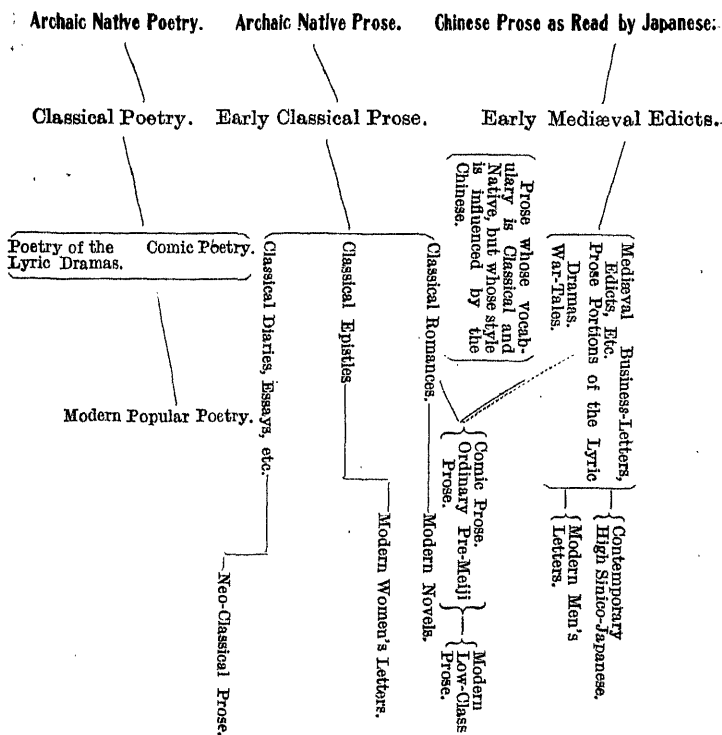 Archaic Native Poetry.
Archaic Native Prose.
Chinese Prose as Read by Japanese.
Classical Poetry.
Early Classical Prose.
Early Mediæval Edicts.
Poetry of the
Lyric Dramas.
Comic Poetry.
Modern Popular Poetry.
Classical Diaries, Essays, etc.
Neo-Classical Prose.
Classical Epistles.
Modern Women's Letters.
Classical Romances.
Modern Novels.
Prose whose vocab-
ulary is Classical and
Native, but whose style
is influenced by the
Chinese.
Comic Prose.
Ordinary Pre-Meiji
Prose.
Modern
Low-Class
Prose.
Mediæval Business-Letters,
Edicts, Etc.
Prose Portions of the Lyric
Dramas.
War-Tales.
Contemporary
High Sinico-Japanese.
Modern Men's
Letters.